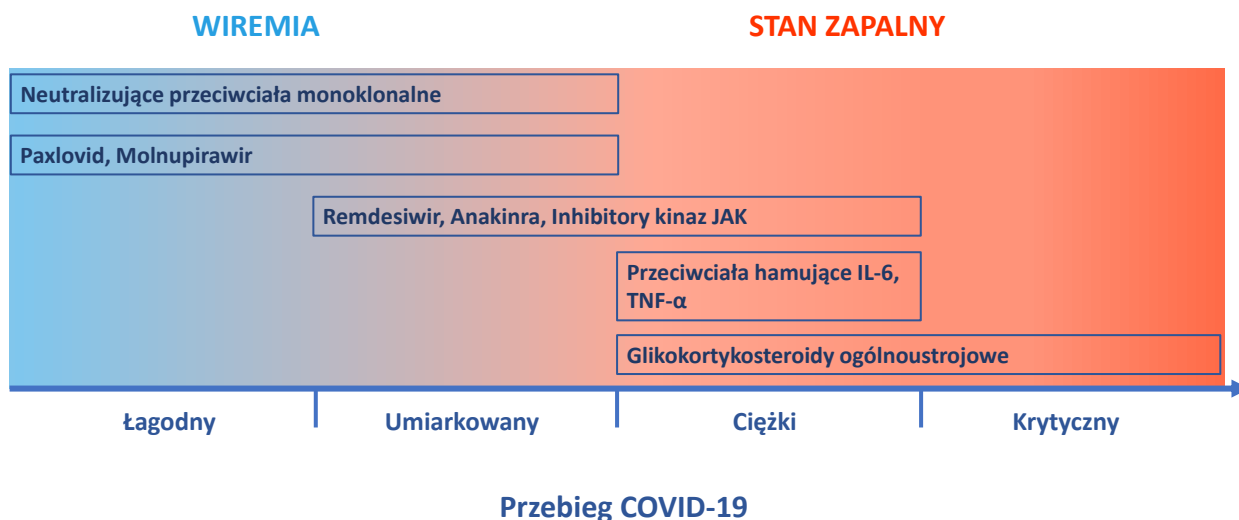 WIREMIA
STAN ZAPALNY
Neutralizujące przeciwciała monoklonalne
Paxlovid, Molnupirawir
Remdesiwir, Anakinra, Inhibitory kinaz JAK
Przeciwciała hamujące IL-6,
TNF-α
Glikokortykosteroidy ogólnoustrojowe
Łagodny
Umiarkowany
Ciężki
Krytyczny
Przebieg COVID-19